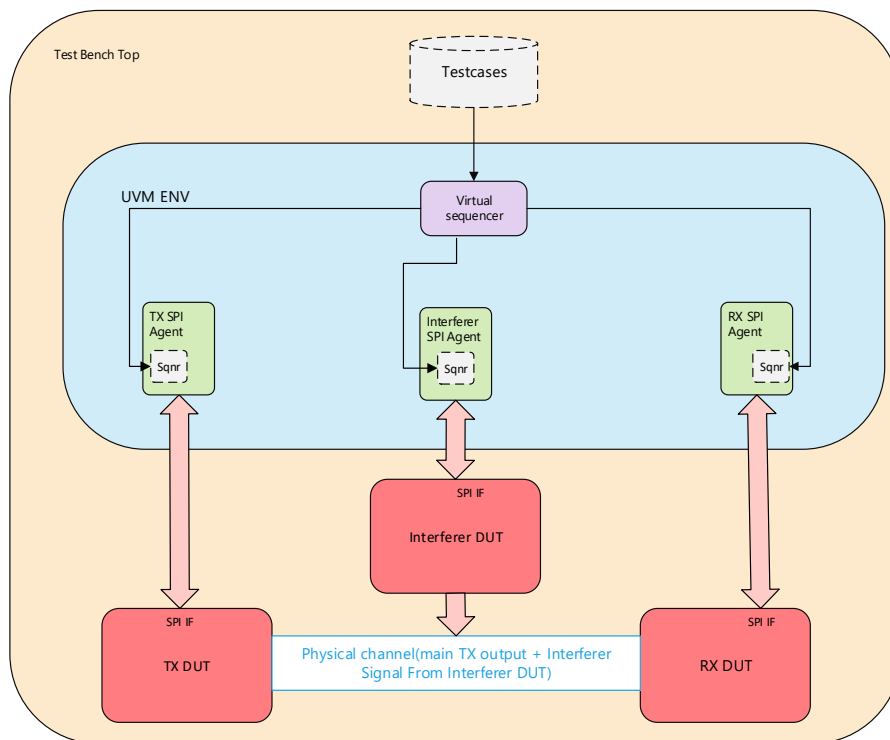 Test Bench Top
Testcases
UVM ENV
Virtual
sequencer
TX SPI
Agent
Sqnr
Interferer
SPI Agent
Sqnr
RX SPI
Agent
Sqnr
SPI IF
Interferer DUT
SPI IF
TX DUT
Physical channel(main TX output + Interferer
Signal From Interferer DUT)
SPI IF
RX DUT